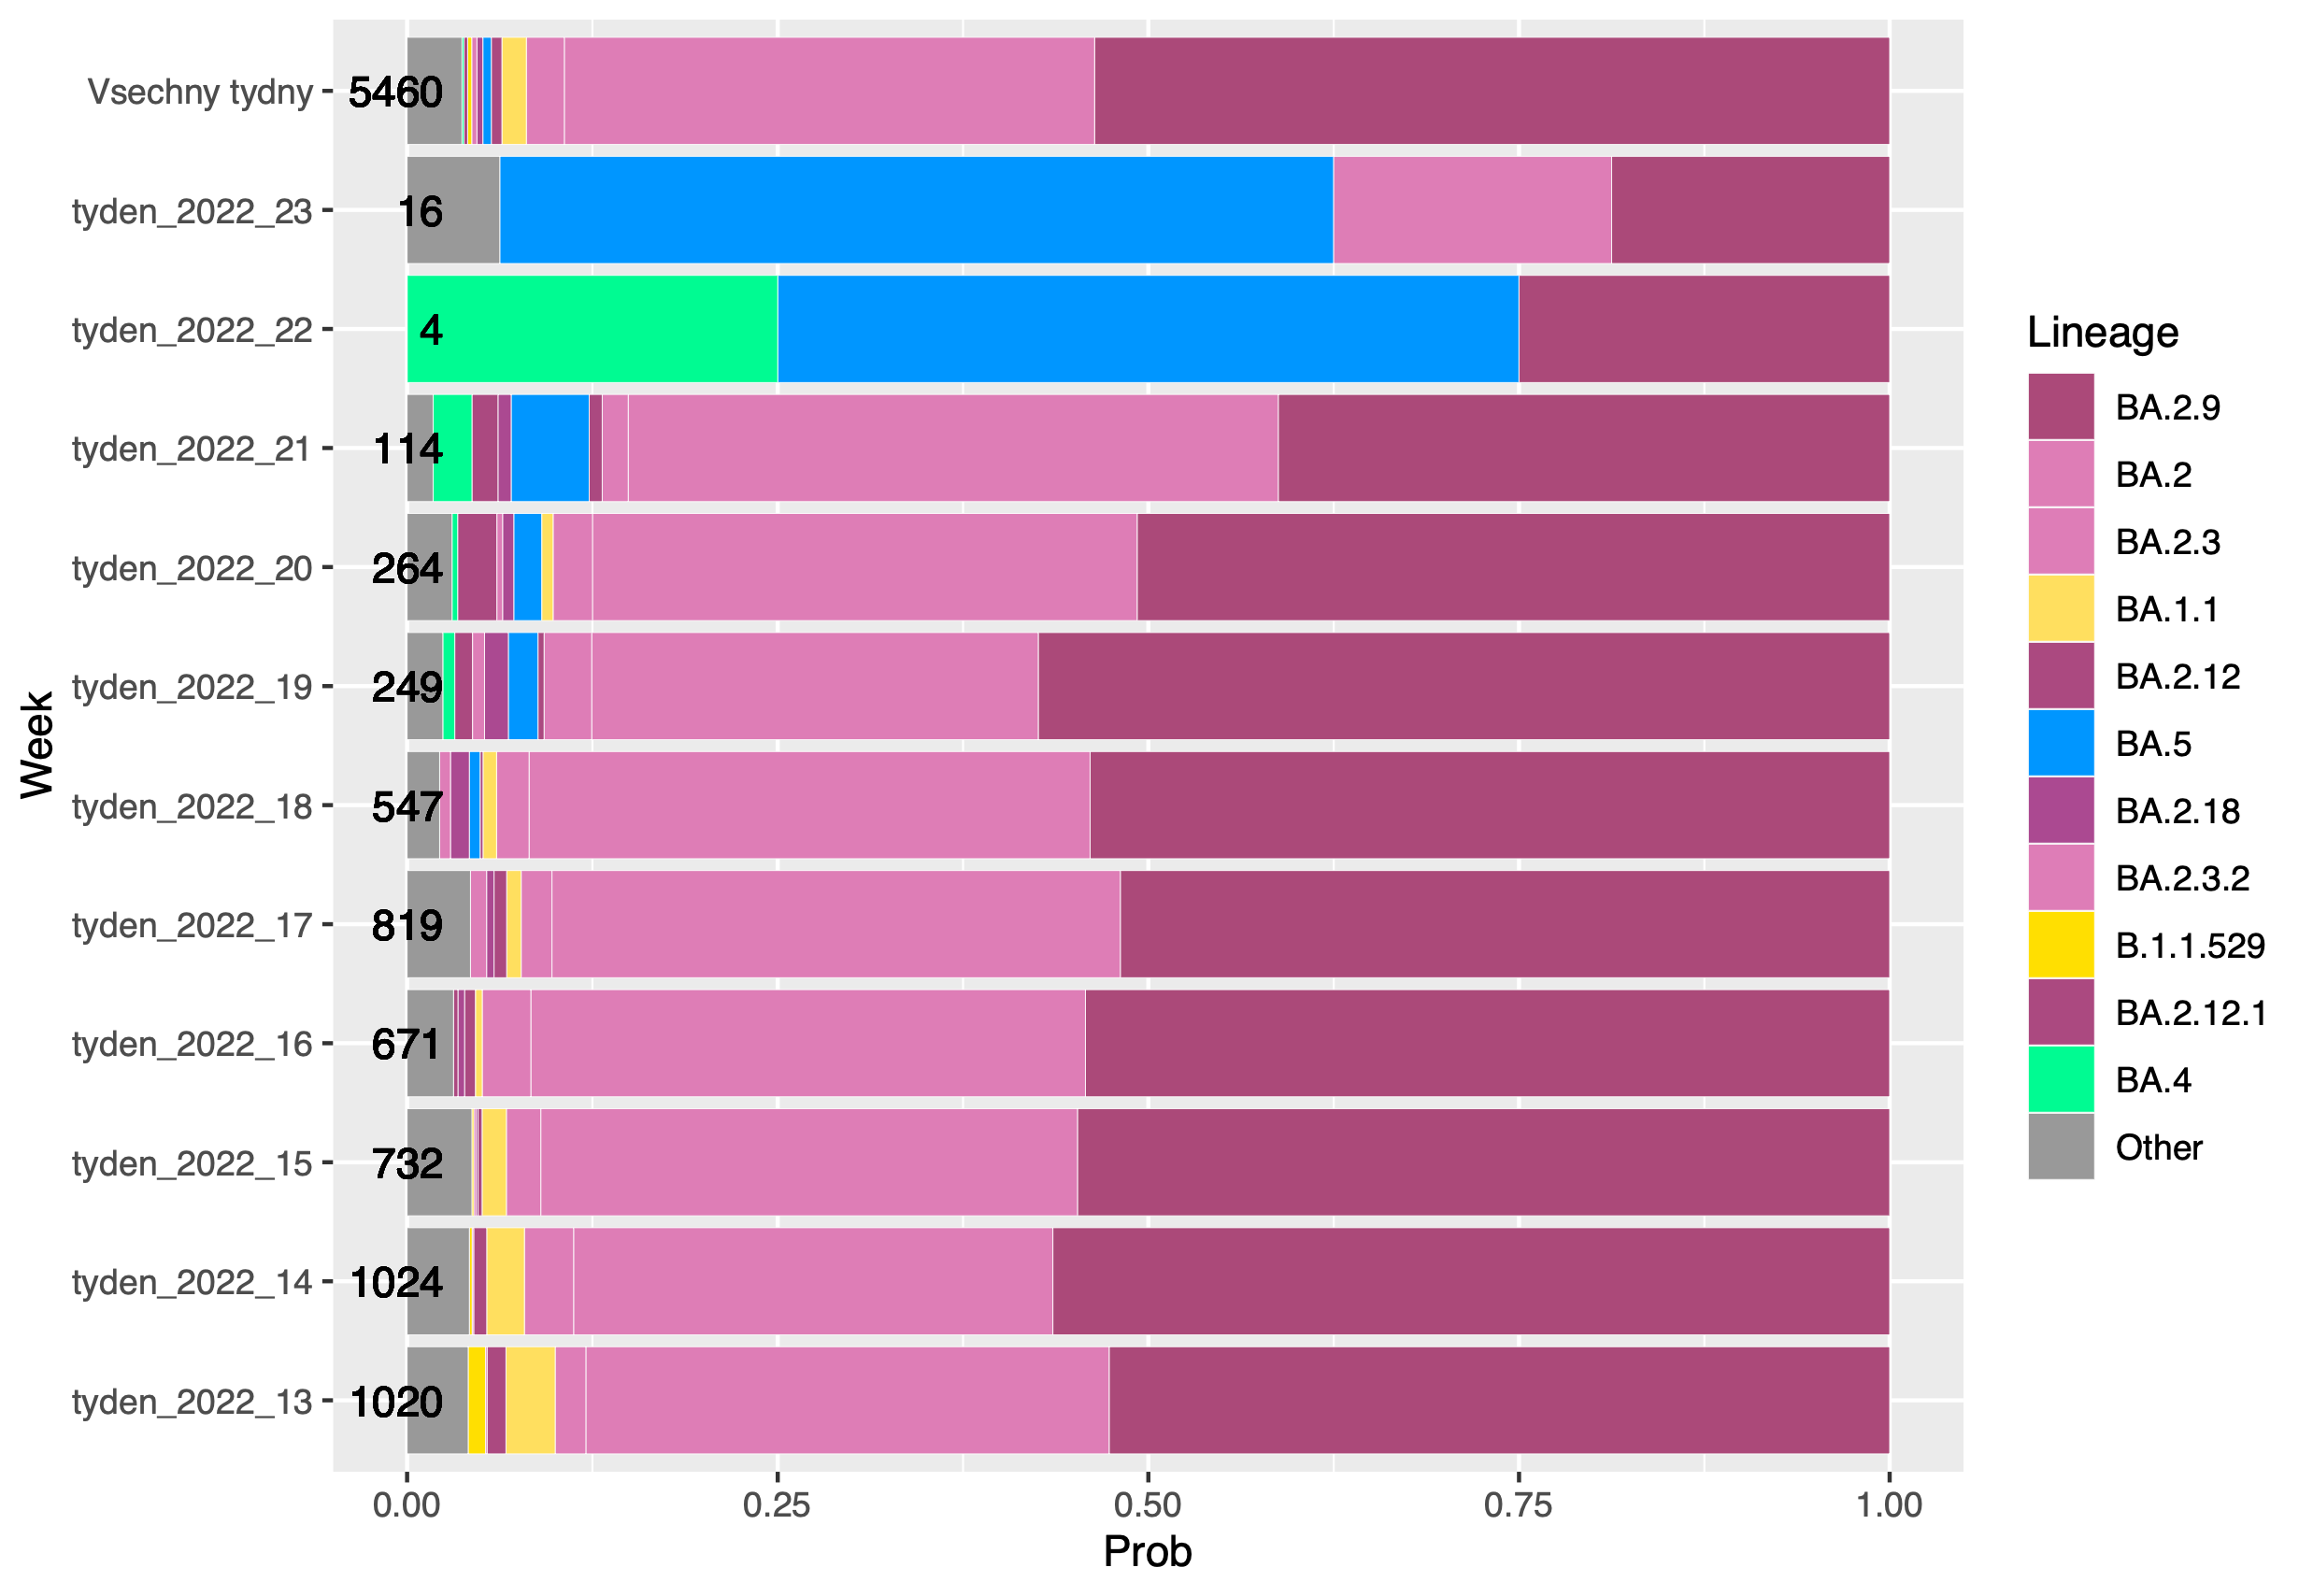 Week
Vsechny tydny 5460
tyden_2022_23 16
tyden_2022_22 4
tyden_2022_21 114
tyden_2022_20 264
tyden_2022_19 249
tyden_2022_18 547
tyden_2022_17 819
tyden_2022_16 671
tyden_2022_15 732
tyden_2022_14 1024
tyden_2022_13 1020
0.00 0.25 0.50 0.75 1.00
Prob
Lineage
BA.2.9
BA.2
BA.2.3
BA.1.1
BA.2.12
BA.5
BA.2.18
BA.2.3.2
B.1.1.529
BA.2.12.1
BA.4
Other